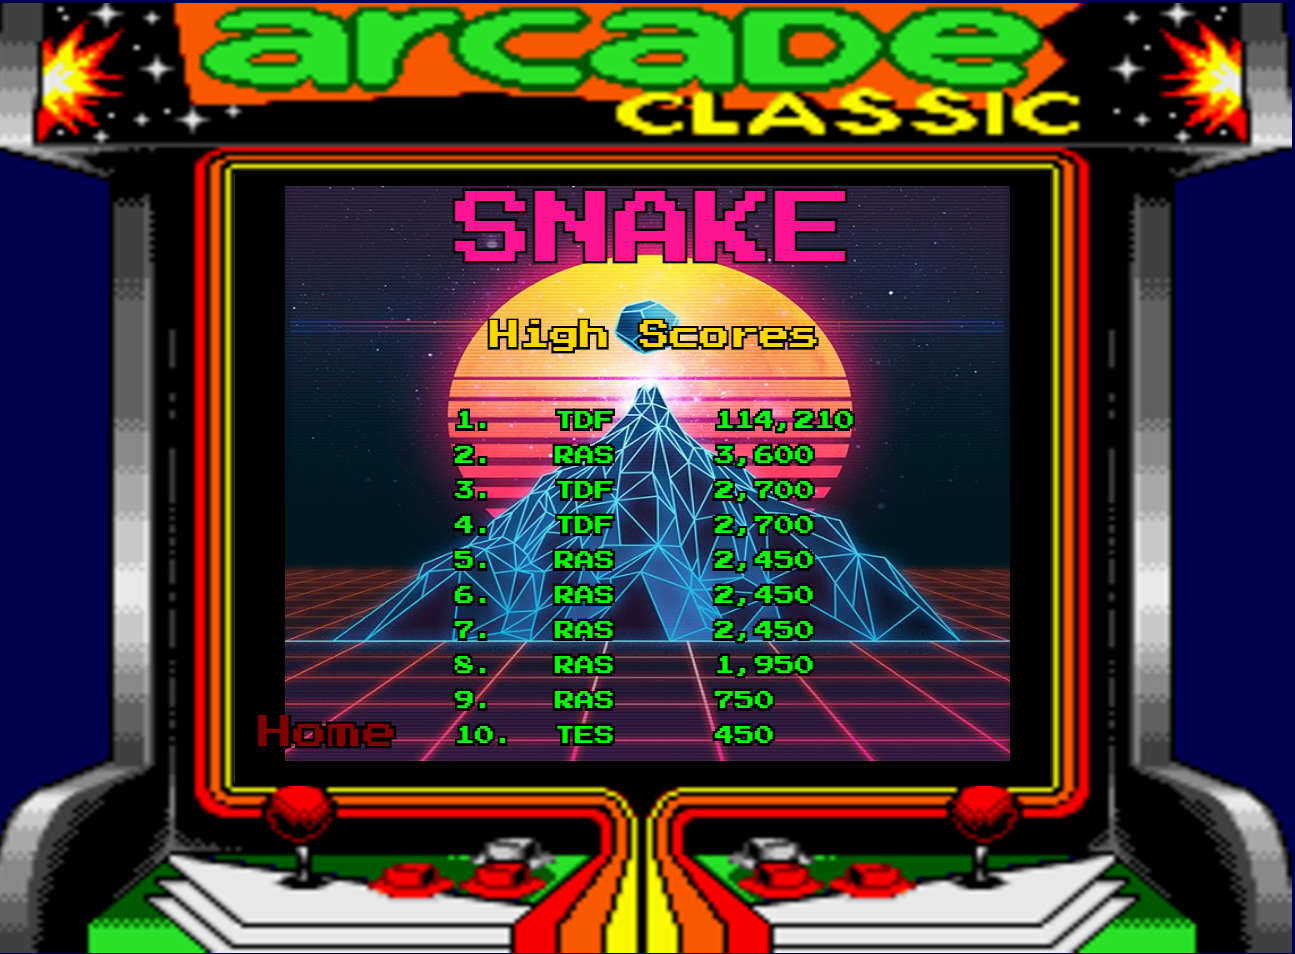 arcade
CLASSIC
SNAKE
High Scores
1. TDF 114,210
2. RAS 3,600
3. TDF 2,700
4. TDF 2,700
5. RAS 2,450
6. RAS 2,450
7. RAS 2,450
8. RAS 1,950
9. RAS 750
10. TES 450
Home